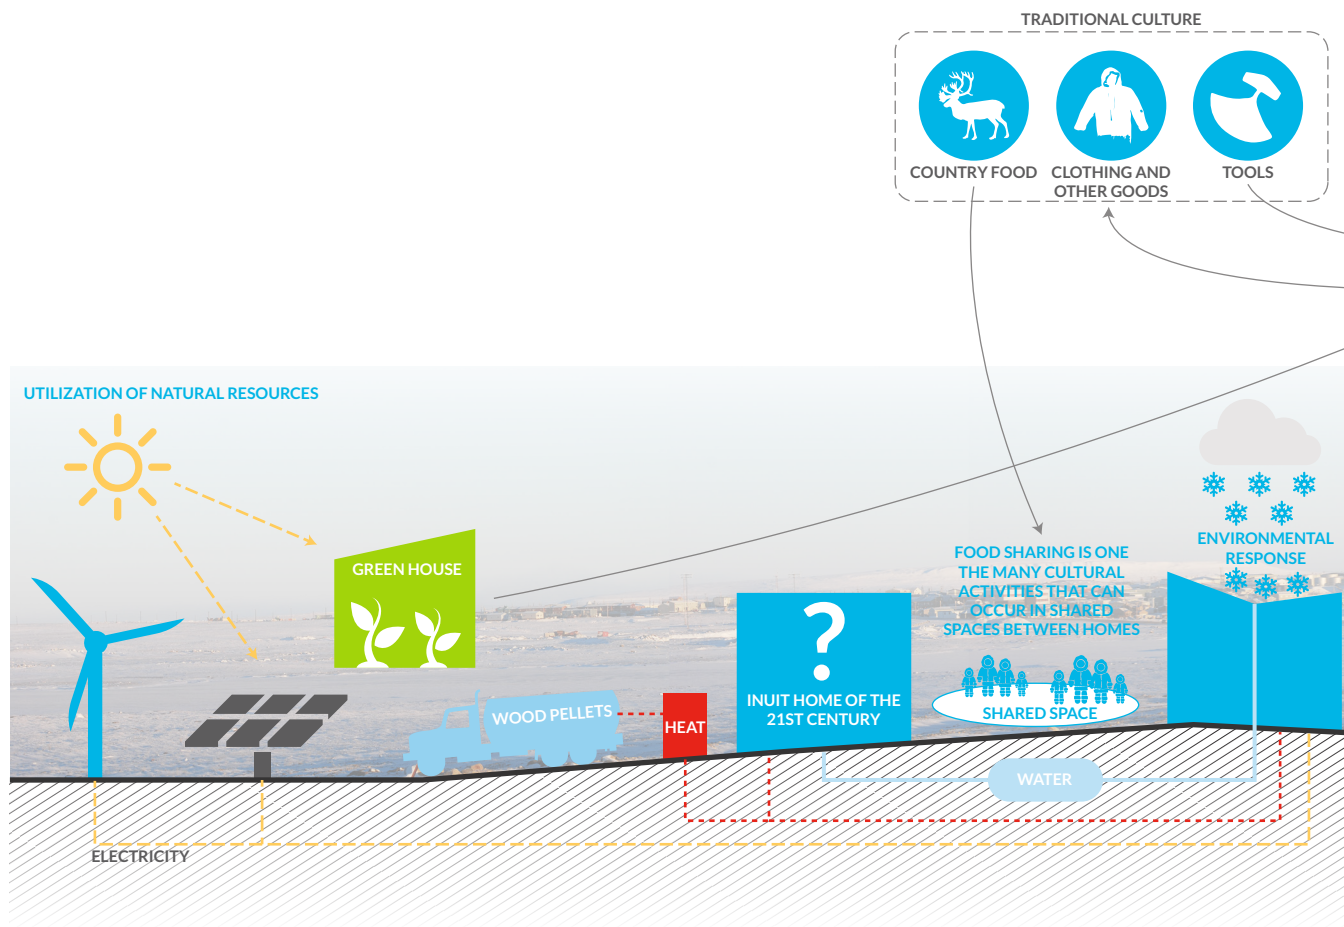 TRADITIONAL CULTURE
COUNTRY FOOD
CLOTHING AND
OTHER GOODS
TOOLS
UTILIZATION OF NATURAL RESOURCES
GREEN HOUSE
FOOD SHARING IS ONE
THE MANY CULTURAL
ACTIVITIES THAT CAN
OCCUR IN SHARED
SPACES BETWEEN HOMES
ENVIRONMENTAL
RESPONSE
WOOD PELLETS
HEAT
?
INUIT HOME OF THE
21ST CENTURY
SHARED SPACE
WATER
ELECTRICITY